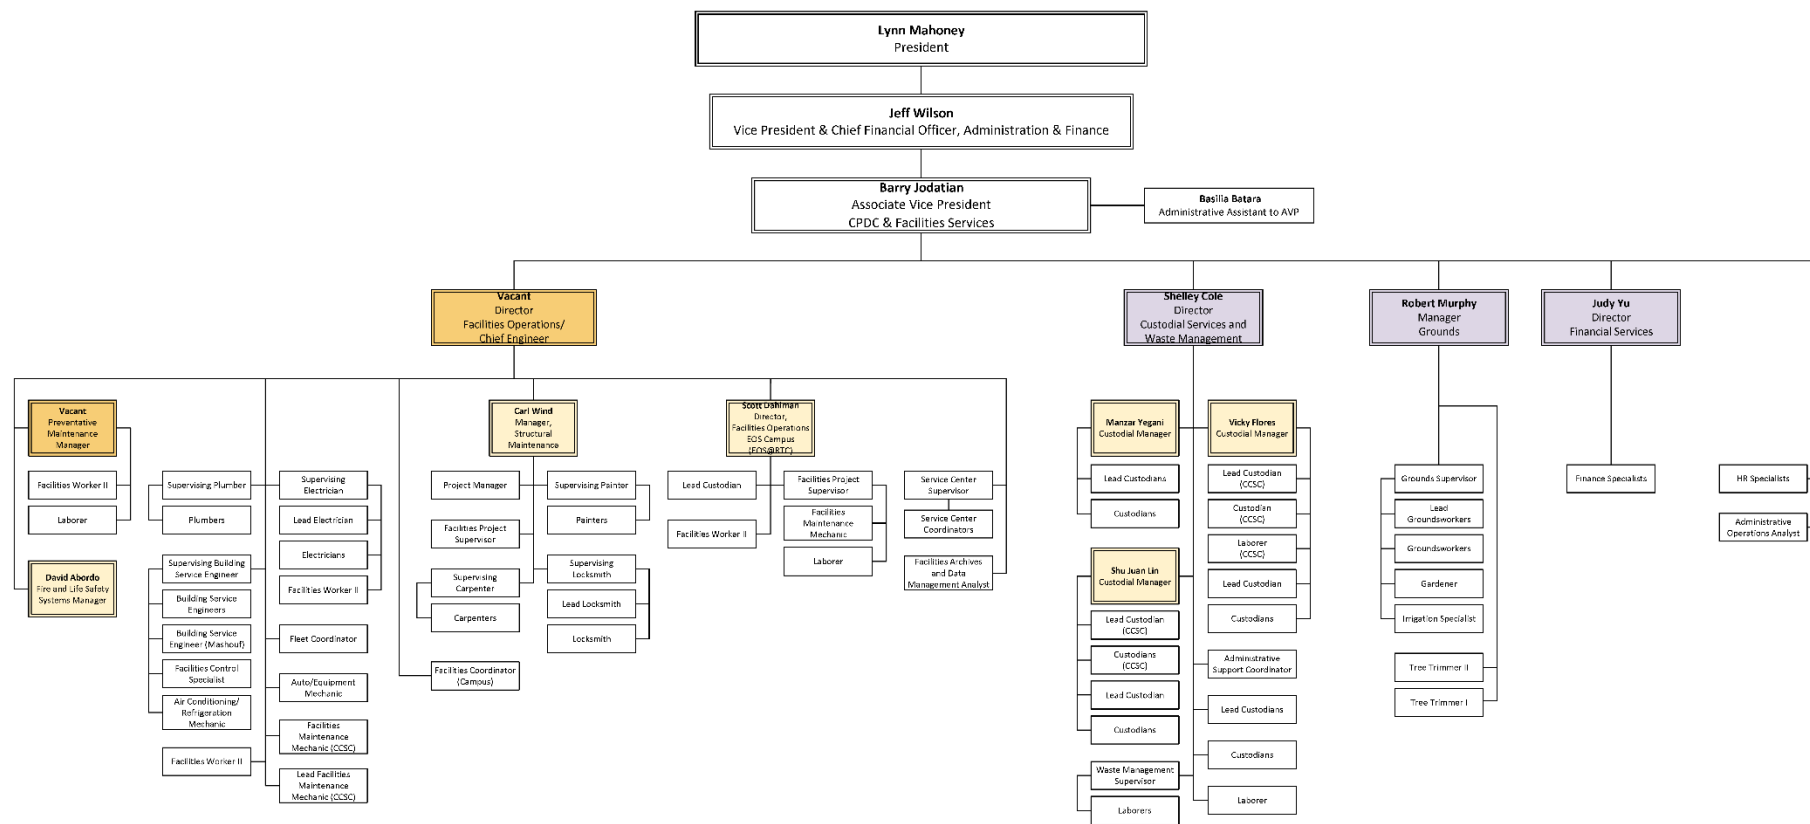 Lynn Mahoney
President
Jeff Wilson
Vice President & Chief Financial Officer, Administration & Finance
Barry Jodatian
Associate Vice President
CPDC & Facilities Services
Basilia Batara
Administrative Assistant to AVP
Vacant
Director
Facilities Operations/
Chief Engineer
Shelley Cole
Director
Custodial Services and
Waste Management
Robert Murphy
Manager
Grounds
Judy Yu
Director
Financial Services
Vacant
Preventative
Maintenance
Manager
Facilities Worker II
Laborer
David Abordo
Fire and Life Safety
Systems Manager
Supervising Plumber
Plumbers
Supervising Building
Service Engineer
Building Service
Engineers
Building Service
Engineer (Mashouf)
Facilities Control
Specialist
Air Conditioning/
Refrigeration
Mechanic
Facilities Worker II
Supervising
Electrician
Lead Electrician
Electricians
Facilities Worker II
Fleet Coordinator
Auto/Equipment
Mechanic
Facilities
Maintenance
Mechanic (CCSC)
Lead Facilities
Maintenance
Mechanic (CCSC)
Carl Wind
Manager,
Structural
Maintenance
Project Manager
Facilities Project
Supervisor
Supervising
Carpenter
Carpenters
Facilities Coordinator
(Campus)
Supervising Painter
Painters
Supervising
Locksmith
Lead Locksmith
Locksmith
Scott Dahlman
Director,
Facilities Operations
EOS Campus
(EOS@RTC)
Lead Custodian
Facilities Worker II
Facilities Project
Supervisor
Facilities
Maintenance
Mechanic
Laborer
Service Center
Supervisor
Service Center
Coordinators
Facilities Archives
and Data
Management Analyst
Manzar Yegani
Custodial Manager
Lead Custodians
Custodians
Shu Juan Lin
Custodial Manager
Lead Custodian
(CCSC)
Custodians
(CCSC)
Lead Custodian
Custodians
Waste Management
Supervisor
Laborers
Vicky Flores
Custodial Manager
Lead Custodian
(CCSC)
Custodian
(CCSC)
Laborer
(CCSC)
Lead Custodian
Custodians
Administrative
Support Coordinator
Lead Custodians
Custodians
Laborer
Grounds Supervisor
Lead
Groundsworkers
Groundsworkers
Gardener
Irrigation Specialist
Tree Trimmer II
Tree Trimmer I
Finance Specialists
HR Specialists
Administrative
Operations Analyst